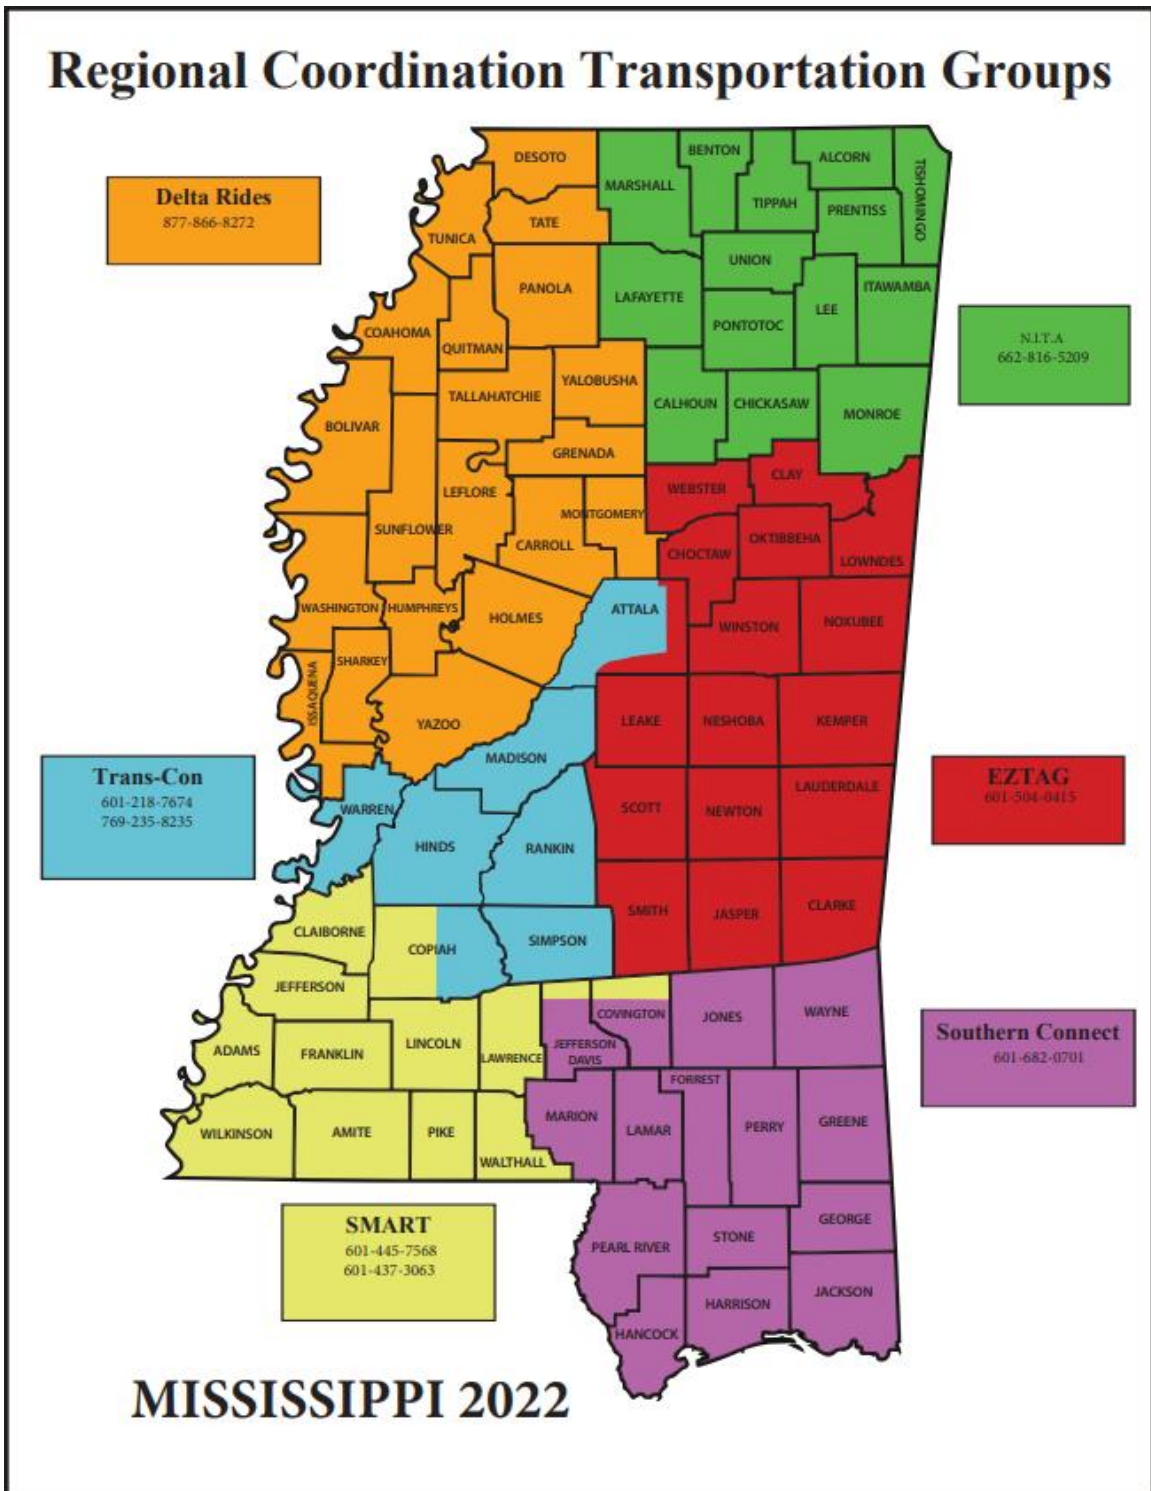 Regional Coordination Transportation Groups
Delta Rides
877-866-8272
DESOTO
MARSHALL
BENTON
TIPPAH
ALCORN
TISHOMINGO
PRENTISS
TUNICA
TATE
UNION
PANOLA
LAFAYETTE
PONTOTOC
LEE
ITAWAMBA
COAHOMA
QUITMAN
N.I.T.A
662-816-5209
TALLAHATCHIE
YALOBUSHA
CALHOUN
CHICKASAW
MONROE
BOLIVAR
GRENADA
LEFLORE
WEBSTER
CLAY
SUNFLOWER
MONTGOMERY
CARROLL
CHOCTAW
OKTIBBEHA
LOWNDES
WASHINGTON
HUMPHREYS
HOLMES
ATTALA
WINSTON
NOXUBEE
SHARKEY
ISSAQUENA
YAZOO
LEAKE
NESHOBA
KEMPER
MADISON
Trans-Con
601-218-7674
769-235-8235
WARREN
HINDS
RANKIN
SCOTT
NEWTON
LAUDERDALE
EZTAG
601-504-0415
CLAIBORNE
COPIAH
SIMPSON
SMITH
JASPER
CLARKE
JEFFERSON
ADAMS
FRANKLIN
LINCOLN
LAWRENCE
JEFFERSON
DAVIS
COVINGTON
JONES
WAYNE
Southern Connect
601-682-0701
WILKINSON
AMITE
PIKE
WALTHALL
MARION
LAMAR
FORREST
PERRY
GREENE
SMART
601-445-7568
601-437-3063
PEARL RIVER
STONE
GEORGE
HANCOCK
HARRISON
JACKSON
MISSISSIPPI 2022